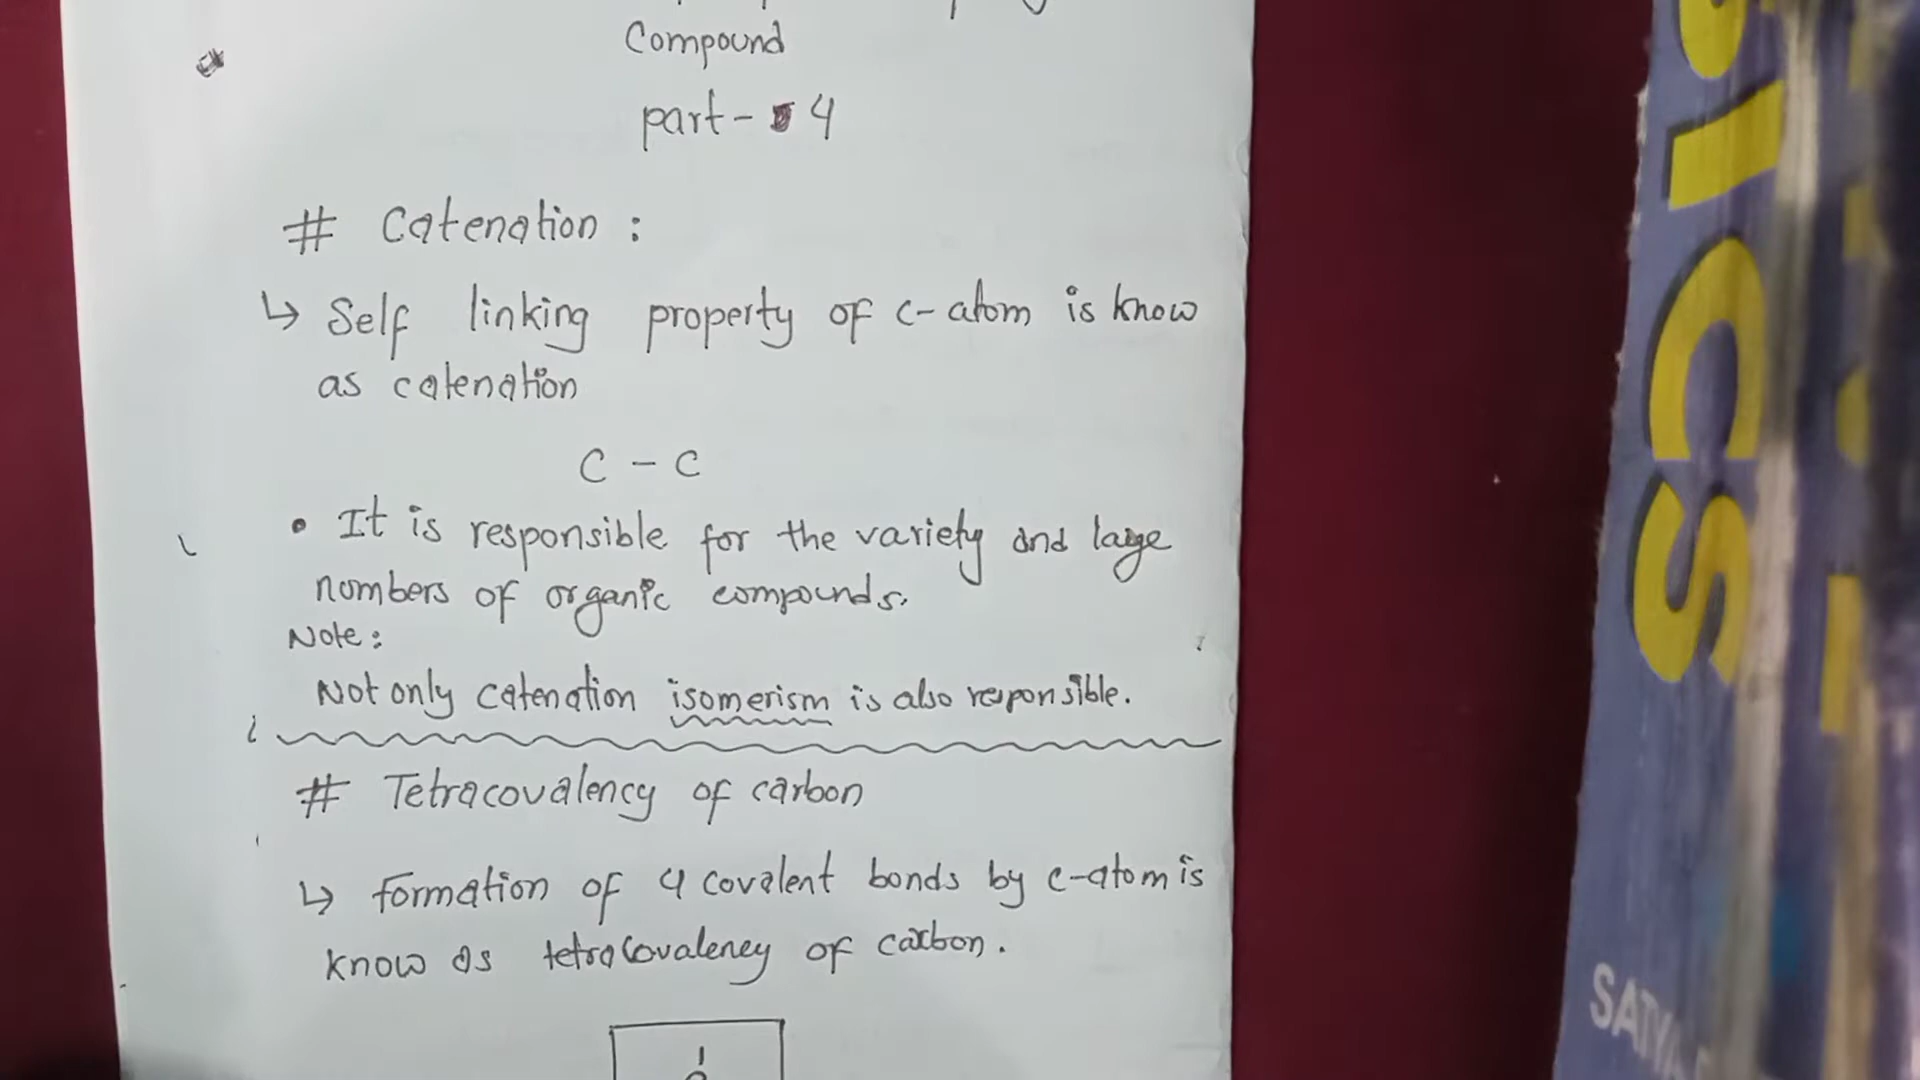 Compound
part - 4
# Catenation :
↳ Self linking property of c-atom is know
as catenation
C - C
• It is responsible for the variety and large
numbers of organic compounds.
Note :
Not only catenation isomerism is also responsible.
# Tetracovalency of carbon
↳ formation of 4 covalent bonds by c-atom is
know as tetracovalency of carbon.
SICS